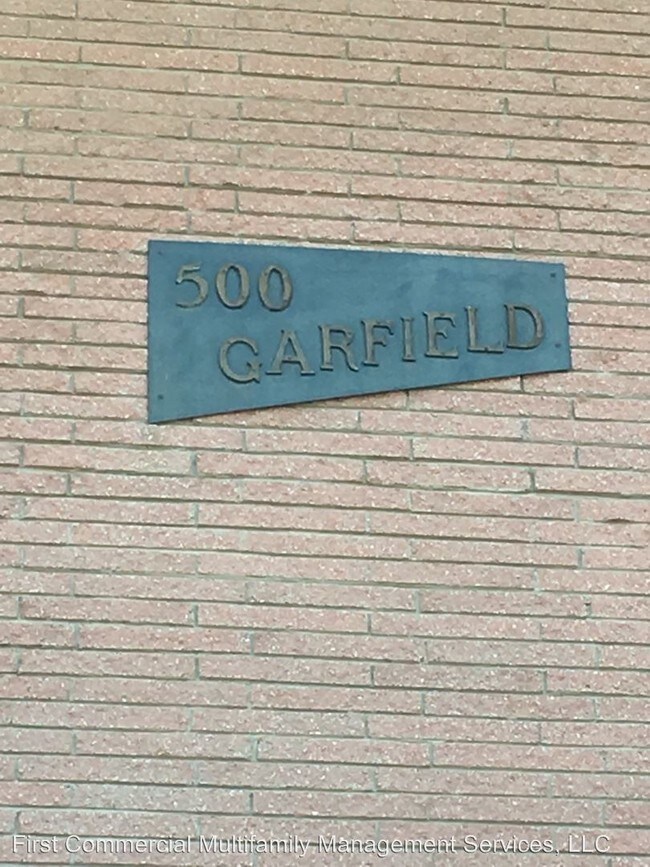 500
GARFIELD
First Commercial Multifamily Management Services, LLC